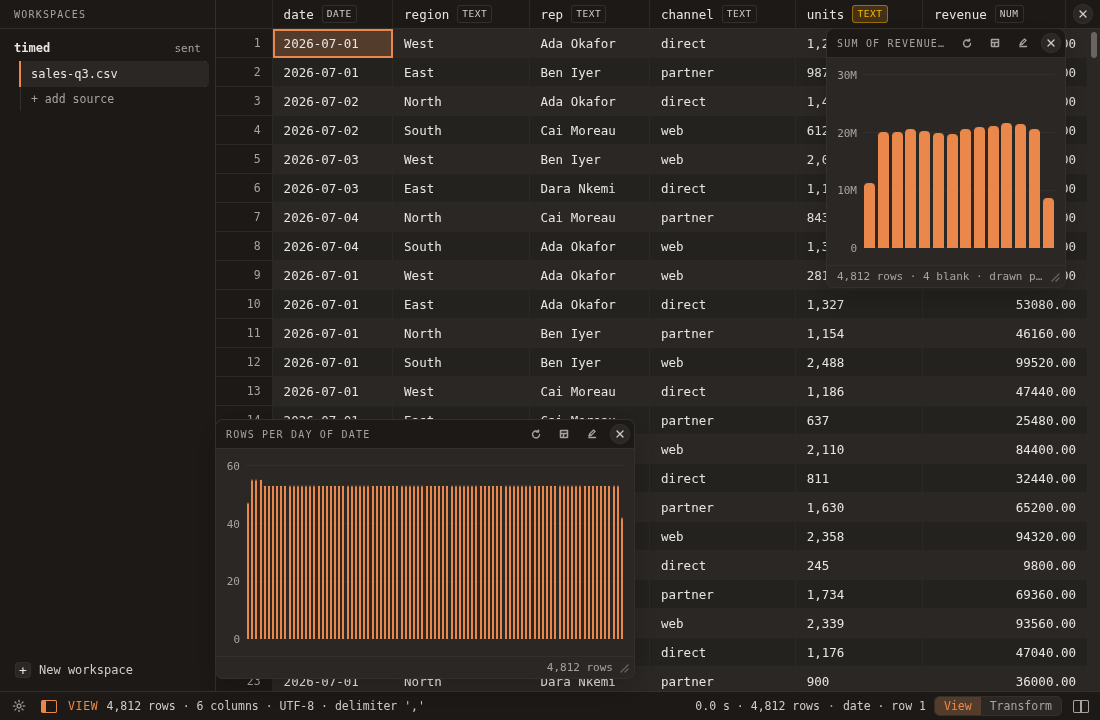 WORKSPACES
timed sent
sales-q3.csv
+ add source
+ New workspace
date DATE region TEXT rep TEXT channel TEXT units TEXT revenue NUM
1 2026-07-01 West Ada Okafor direct
2 2026-07-01 East Ben Iyer partner
3 2026-07-02 North Ada Okafor direct
4 2026-07-02 South Cai Moreau web
5 2026-07-03 West Ben Iyer web
6 2026-07-03 East Dara Nkemi direct
7 2026-07-04 North Cai Moreau partner
8 2026-07-04 South Ada Okafor web
9 2026-07-01 West Ada Okafor web
10 2026-07-01 East Ada Okafor direct 1,327 53080.00
11 2026-07-01 North Ben Iyer partner 1,154 46160.00
12 2026-07-01 South Ben Iyer web 2,488 99520.00
13 2026-07-01 West Cai Moreau direct 1,186 47440.00
14 2026-07-01 East Cai Moreau partner 637 25480.00
web 2,110 84400.00
direct 811 32440.00
partner 1,630 65200.00
web 2,358 94320.00
direct 245 9800.00
partner 1,734 69360.00
web 2,339 93560.00
direct 1,176 47040.00
23 2026-07-01 North Dara Nkemi partner 900 36000.00
SUM OF REVENUE…
30M
20M
10M
0
4,812 rows · 4 blank · drawn p…
ROWS PER DAY OF DATE
60
40
20
0
4,812 rows
VIEW 4,812 rows · 6 columns · UTF-8 · delimiter ','
0.0 s · 4,812 rows · date · row 1 View Transform